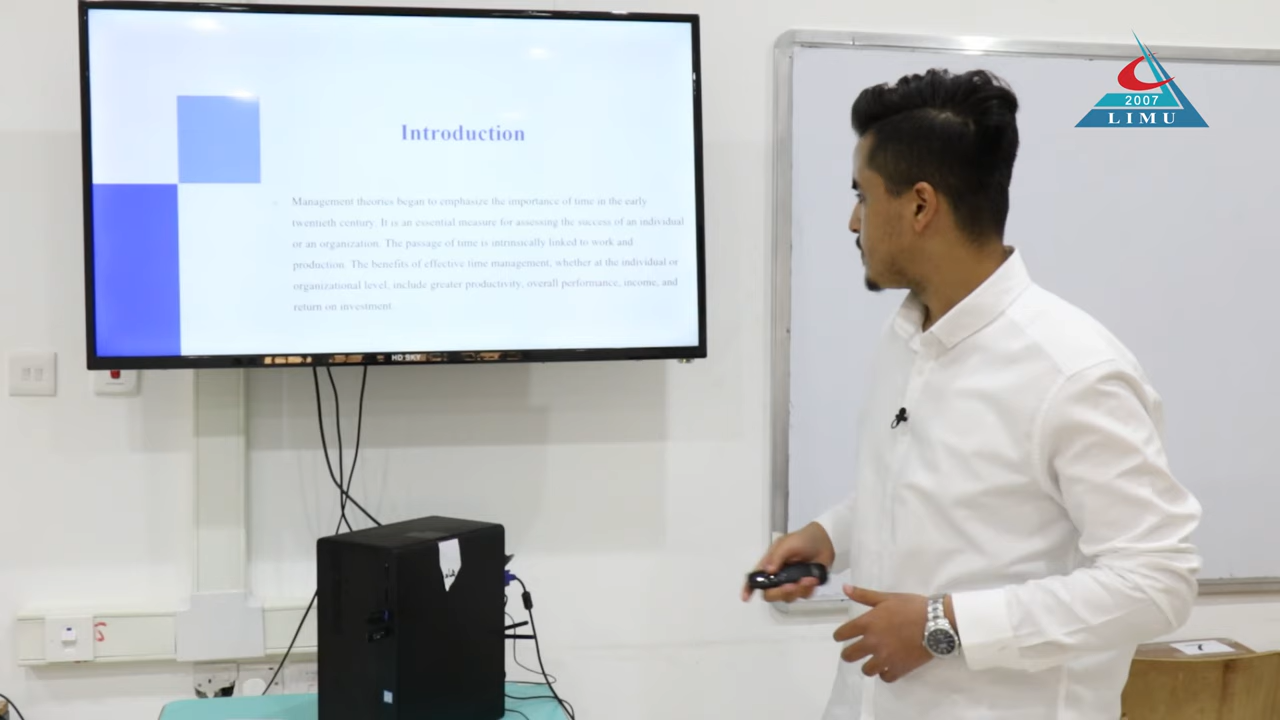 Introduction
Management theories began to emphasize the importance of time in the early
twentieth century. It is an essential measure for assessing the success of an individual
or an organization. The passage of time is intrinsically linked to work and
production. The benefits of effective time management, whether at the individual or
organizational level, include greater productivity, overall performance, income, and
return on investment.
HD SKY
2007
LIMU